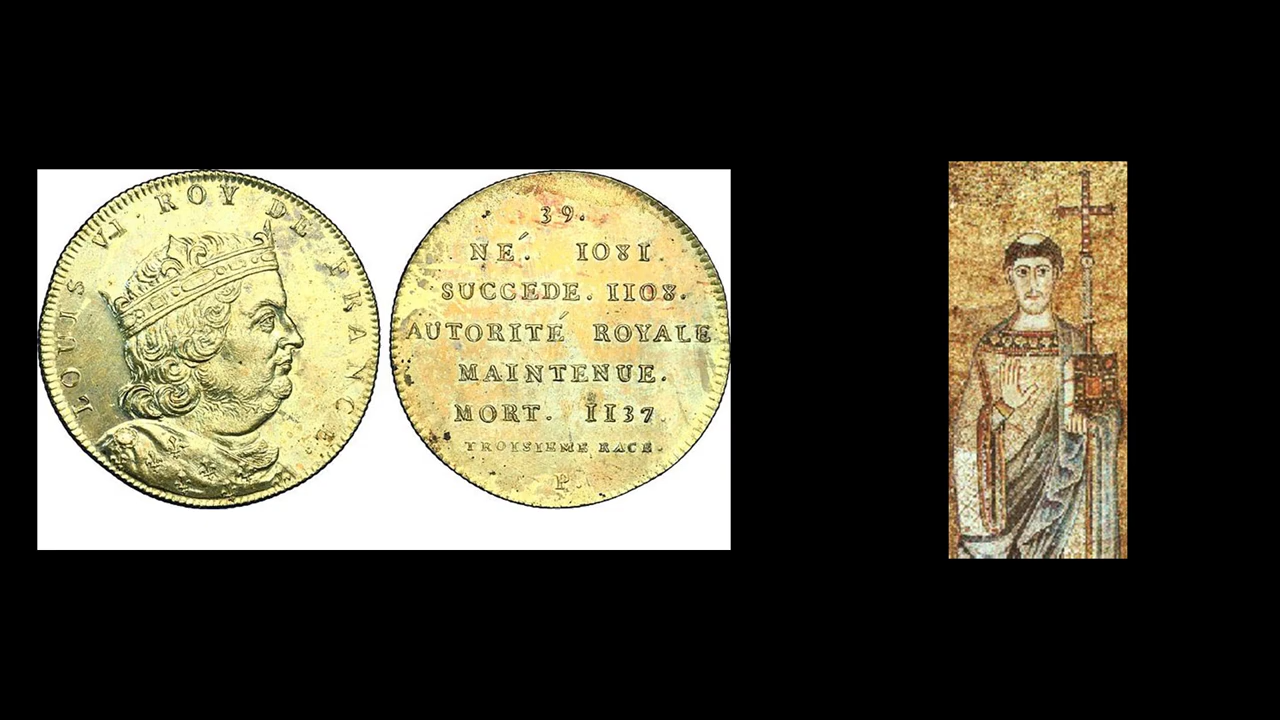 LOUIS VI ROY DE FRANCE.
39.
NÉ. 1081.
SUCCEDE. 1108.
AUTORITÉ ROYALE
MAINTENUE.
MORT. 1137.
TROISIEME RACE.
P.